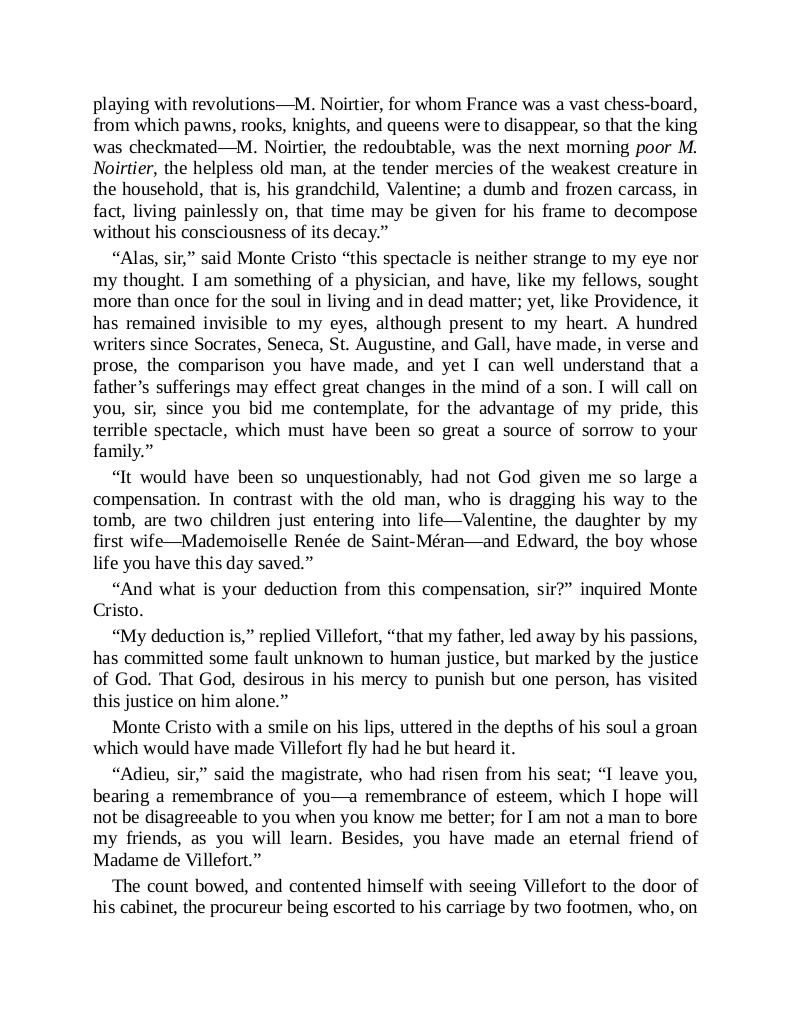 playing with revolutions—M. Noirtier, for whom France was a vast chess-board,
from which pawns, rooks, knights, and queens were to disappear, so that the king
was checkmated—M. Noirtier, the redoubtable, was the next morning poor M.
Noirtier, the helpless old man, at the tender mercies of the weakest creature in
the household, that is, his grandchild, Valentine; a dumb and frozen carcass, in
fact, living painlessly on, that time may be given for his frame to decompose
without his consciousness of its decay.”
“Alas, sir,” said Monte Cristo “this spectacle is neither strange to my eye nor
my thought. I am something of a physician, and have, like my fellows, sought
more than once for the soul in living and in dead matter; yet, like Providence, it
has remained invisible to my eyes, although present to my heart. A hundred
writers since Socrates, Seneca, St. Augustine, and Gall, have made, in verse and
prose, the comparison you have made, and yet I can well understand that a
father’s sufferings may effect great changes in the mind of a son. I will call on
you, sir, since you bid me contemplate, for the advantage of my pride, this
terrible spectacle, which must have been so great a source of sorrow to your
family.”
“It would have been so unquestionably, had not God given me so large a
compensation. In contrast with the old man, who is dragging his way to the
tomb, are two children just entering into life—Valentine, the daughter by my
first wife—Mademoiselle Renée de Saint-Méran—and Edward, the boy whose
life you have this day saved.”
“And what is your deduction from this compensation, sir?” inquired Monte
Cristo.
“My deduction is,” replied Villefort, “that my father, led away by his passions,
has committed some fault unknown to human justice, but marked by the justice
of God. That God, desirous in his mercy to punish but one person, has visited
this justice on him alone.”
Monte Cristo with a smile on his lips, uttered in the depths of his soul a groan
which would have made Villefort fly had he but heard it.
“Adieu, sir,” said the magistrate, who had risen from his seat; “I leave you,
bearing a remembrance of you—a remembrance of esteem, which I hope will
not be disagreeable to you when you know me better; for I am not a man to bore
my friends, as you will learn. Besides, you have made an eternal friend of
Madame de Villefort.”
The count bowed, and contented himself with seeing Villefort to the door of
his cabinet, the procureur being escorted to his carriage by two footmen, who, on